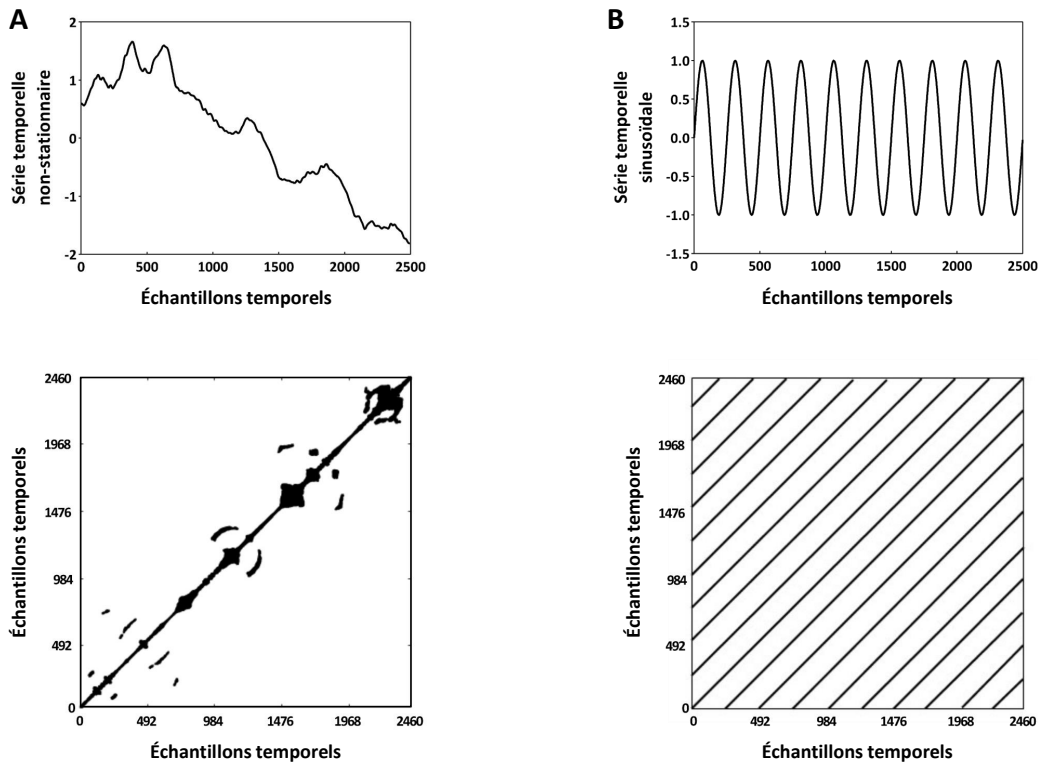 A
2
1
0
-1
-2
Série temporelle
non-stationnaire
0 500 1000 1500 2000 2500
Échantillons temporels
B
1.5
1.0
0.5
0.0
-0.5
-1.0
-1.5
Série temporelle
sinusoïdale
0 500 1000 1500 2000 2500
Échantillons temporels
2460
1968
1476
984
492
0
Échantillons temporels
0 492 984 1476 1968 2460
Échantillons temporels
2460
1968
1476
984
492
0
Échantillons temporels
0 492 984 1476 1968 2460
Échantillons temporels